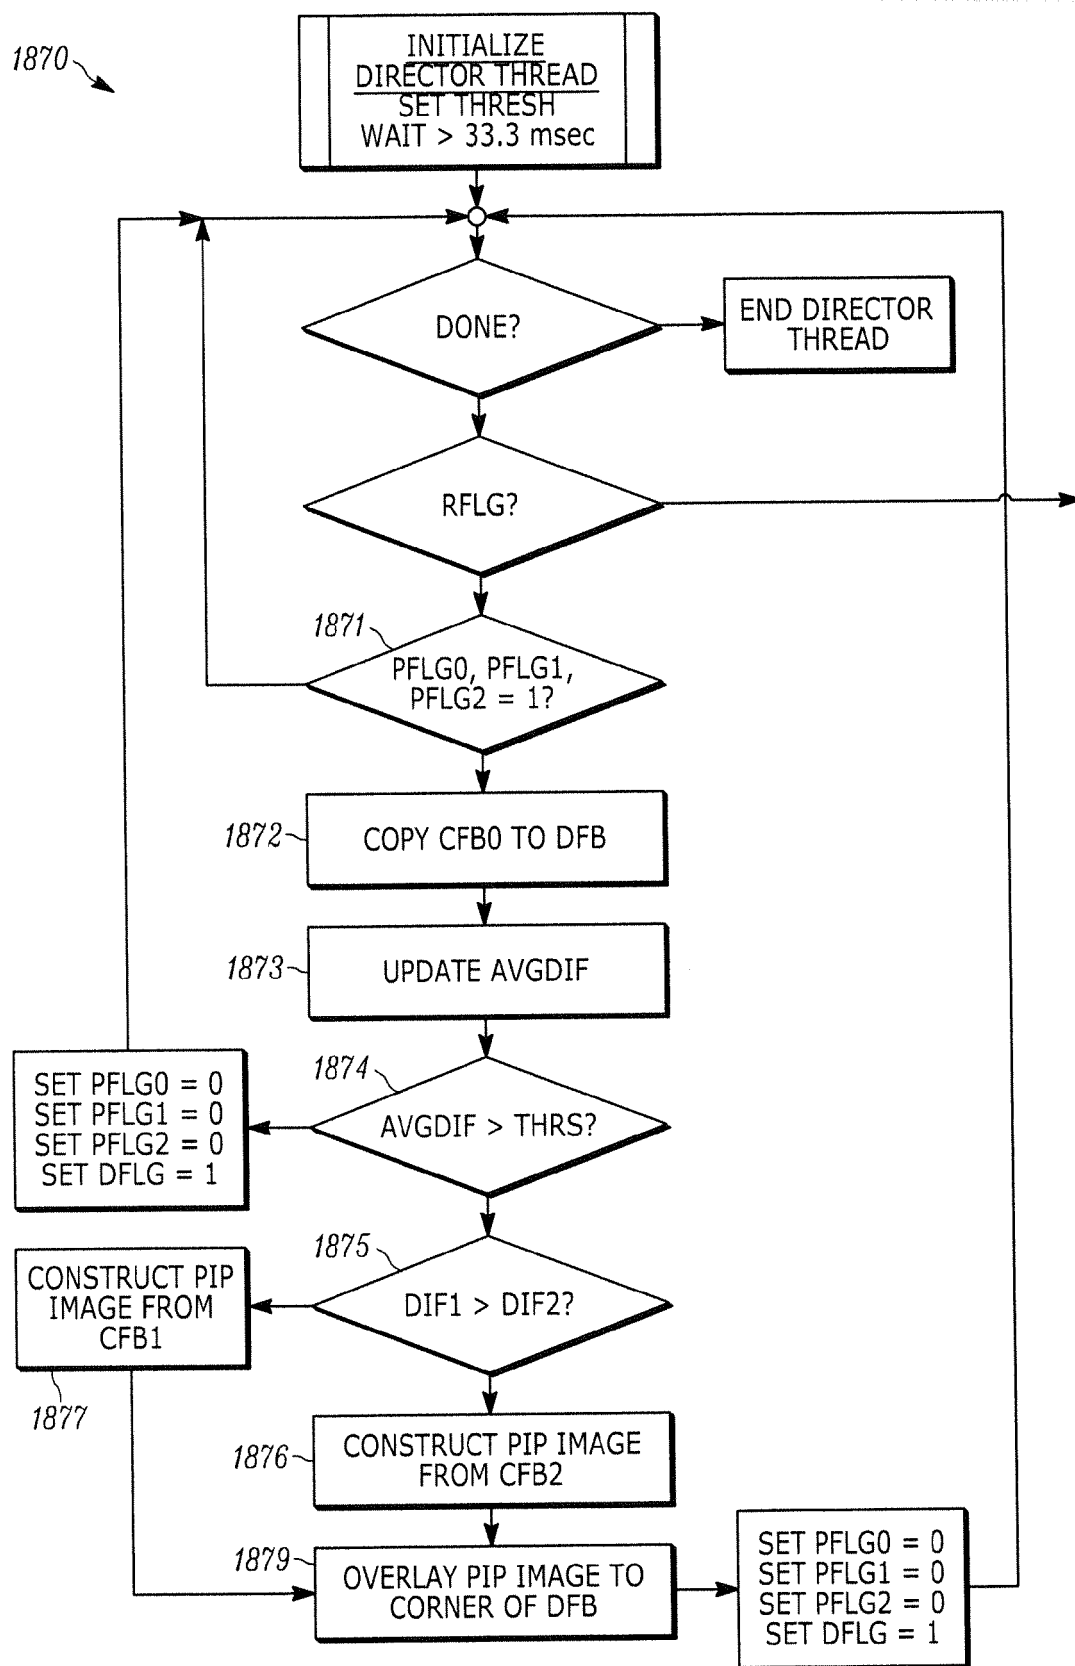 1870
INITIALIZE
DIRECTOR THREAD
SET THRESH
WAIT > 33.3 msec
DONE?
END DIRECTOR
THREAD
RFLG?
1871
PFLG0, PFLG1,
PFLG2 = 1?
1872
COPY CFB0 TO DFB
1873
UPDATE AVGDIF
1874
AVGDIF > THRS?
SET PFLG0 = 0
SET PFLG1 = 0
SET PFLG2 = 0
SET DFLG = 1
1875
DIF1 > DIF2?
CONSTRUCT PIP
IMAGE FROM
CFB1
1877
1876
CONSTRUCT PIP IMAGE
FROM CFB2
1879
OVERLAY PIP IMAGE TO
CORNER OF DFB
SET PFLG0 = 0
SET PFLG1 = 0
SET PFLG2 = 0
SET DFLG = 1